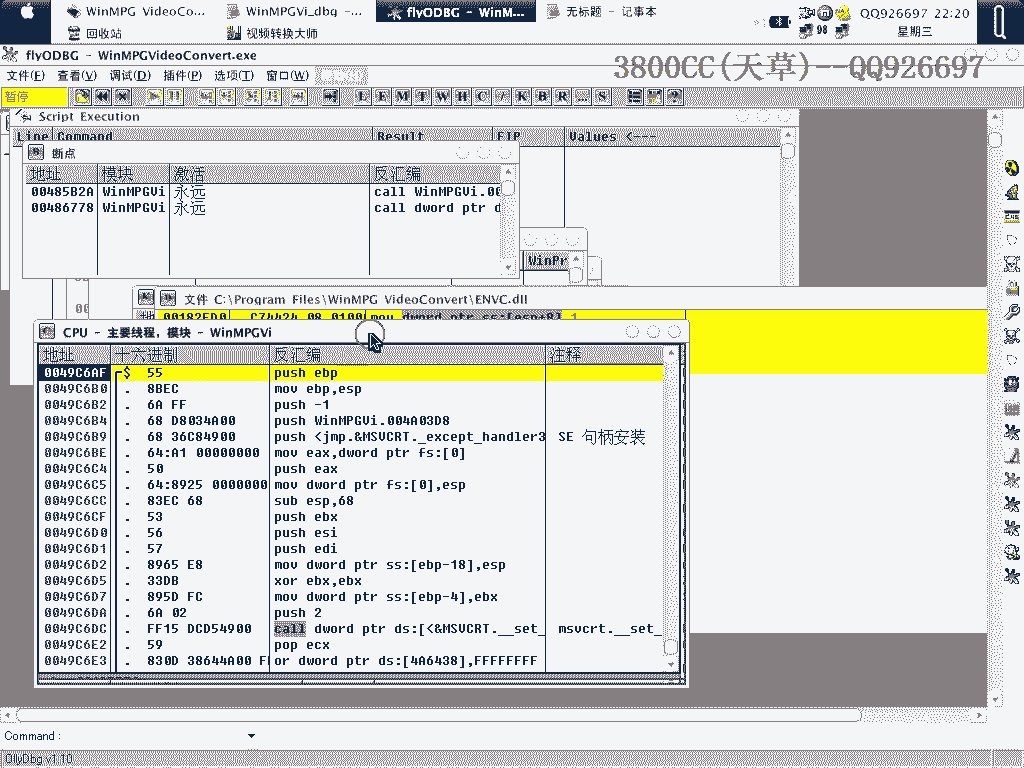 WinMPG VideoCo...
WinMPGVi_dbg -...
flyODBG - WinM...
无标题 - 记事本
回收站
视频转换大师
98
QQ926697 22:20
星期三
flyODBG - WinMPGVideoConvert.exe
文件(F) 查看(V) 调试(D) 插件(P) 选项(T) 窗口(W)
3800CC(天草)--QQ926697
暂停
L E M T W H C / K B R ... S
Script Execution
Line Command Result EIP Values <---
断点
地址 模块 激活 反汇编
00485B2A WinMPGVi 永远 call WinMPGVi.00
00486778 WinMPGVi 永远 call dword ptr d
WinPr
文件 C:\Program Files\WinMPG VideoConvert\ENVC.dll
00182ED0 C74424 08 0100 mov dword ptr ss:[esp+8] 1
CPU - 主要线程, 模块 - WinMPGVi
地址 十六进制 反汇编 注释
0049C6AF $ 55 push ebp
0049C6B0 . 8BEC mov ebp,esp
0049C6B2 . 6A FF push -1
0049C6B4 . 68 D8034A00 push WinMPGVi.004A03D8
0049C6B9 . 68 36C84900 push <jmp.&MSVCRT._except_handler3 SE 句柄安装
0049C6BE . 64:A1 00000000 mov eax,dword ptr fs:[0]
0049C6C4 . 50 push eax
0049C6C5 . 64:8925 0000000 mov dword ptr fs:[0],esp
0049C6CC . 83EC 68 sub esp,68
0049C6CF . 53 push ebx
0049C6D0 . 56 push esi
0049C6D1 . 57 push edi
0049C6D2 . 8965 E8 mov dword ptr ss:[ebp-18],esp
0049C6D5 . 33DB xor ebx,ebx
0049C6D7 . 895D FC mov dword ptr ss:[ebp-4],ebx
0049C6DA . 6A 02 push 2
0049C6DC . FF15 DCD54900 call dword ptr ds:[<&MSVCRT.__set_ msvcrt.__set_
0049C6E2 . 59 pop ecx
0049C6E3 . 830D 38644A00 F or dword ptr ds:[4A6438],FFFFFFFF
Command :
OllyDbg v1.10